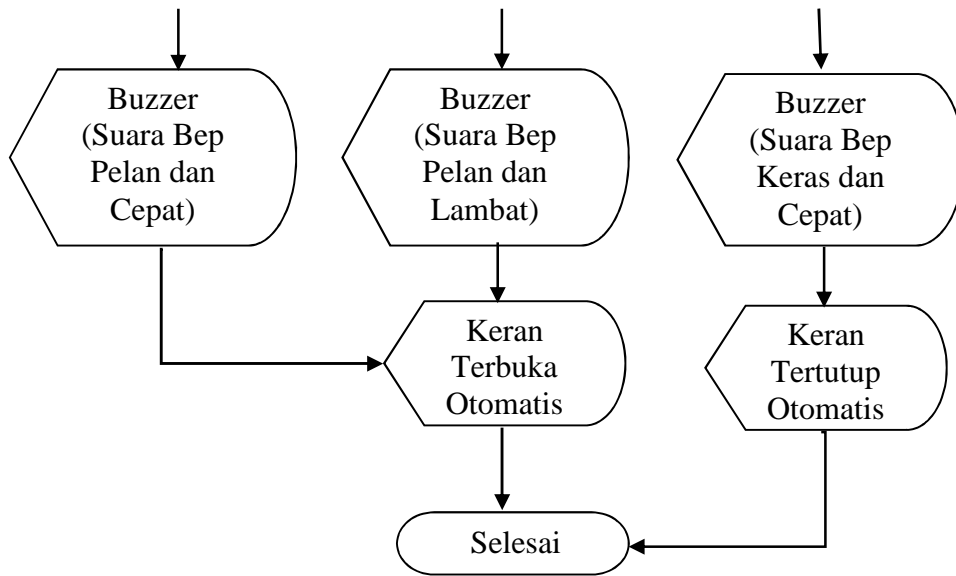 Buzzer
(Suara Bep
Pelan dan
Cepat)
Buzzer
(Suara Bep
Pelan dan
Lambat)
Buzzer
(Suara Bep
Keras dan
Cepat)
Keran
Terbuka
Otomatis
Keran
Tertutup
Otomatis
Selesai